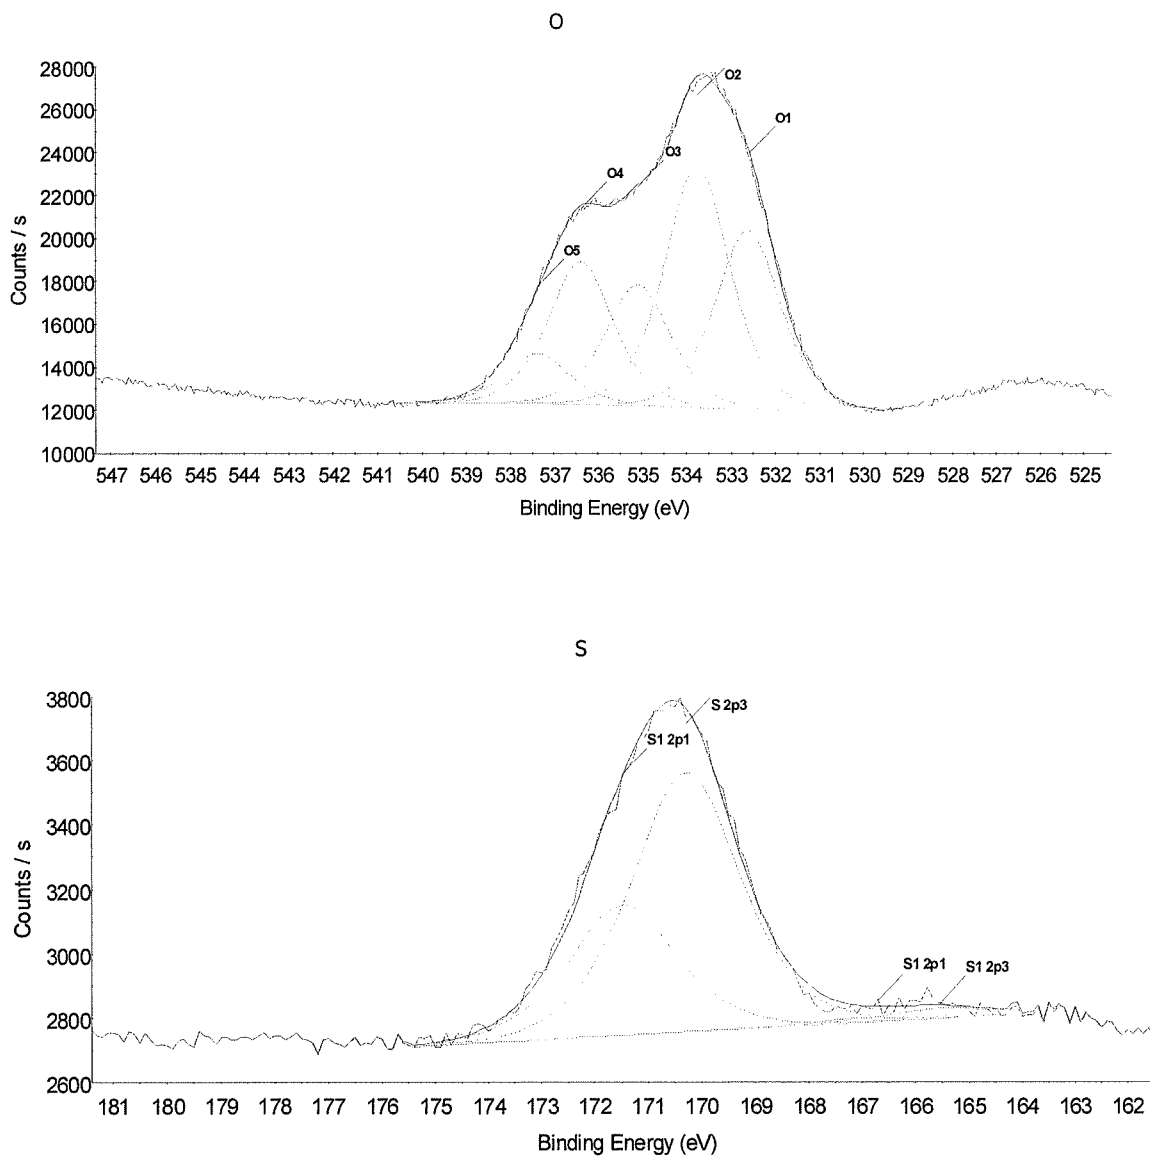 O
28000
O2
26000
O1
24000
O3
O4
22000
20000
O5
18000
16000
14000
12000
10000
Counts / s
547 546 545 544 543 542 541 540 539 538 537 536 535 534 533 532 531 530 529 528 527 526 525
Binding Energy (eV)
S
3800
S 2p3
S1 2p1
3600
3400
3200
3000
S1 2p1
S1 2p3
2800
2600
Counts / s
181 180 179 178 177 176 175 174 173 172 171 170 169 168 167 166 165 164 163 162
Binding Energy (eV)